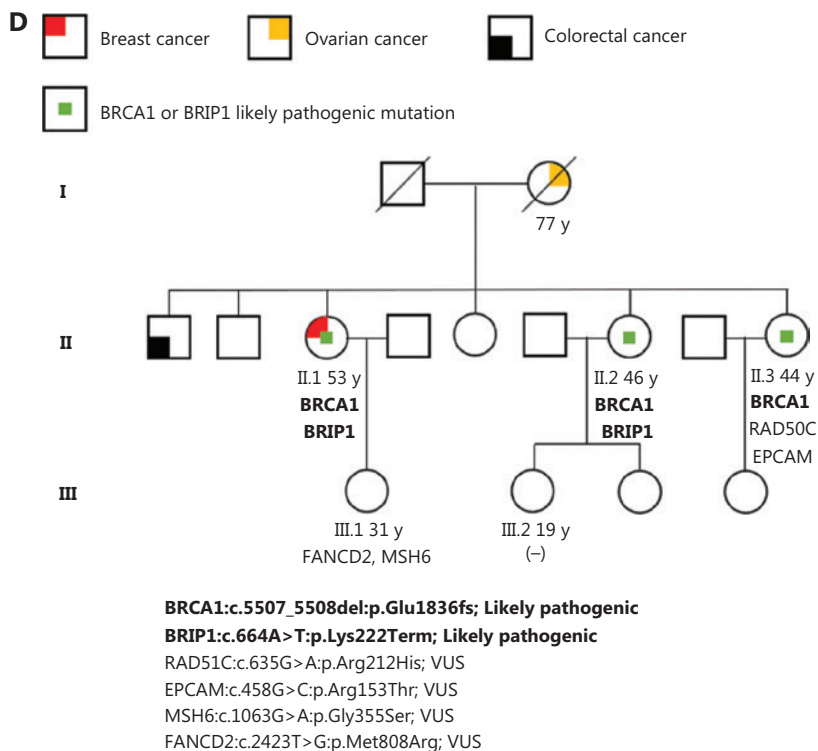 D
Breast cancer
Ovarian cancer
Colorectal cancer
BRCA1 or BRIP1 likely pathogenic mutation
I
77 y
II
II.1 53 y
BRCA1
BRIP1
II.2 46 y
BRCA1
BRIP1
II.3 44 y
BRCA1
RAD50C
EPCAM
III
III.1 31 y
FANCD2, MSH6
III.2 19 y
(–)
BRCA1:c.5507_5508del:p.Glu1836fs; Likely pathogenic
BRIP1:c.664A>T:p.Lys222Term; Likely pathogenic
RAD51C:c.635G>A:p.Arg212His; VUS
EPCAM:c.458G>C:p.Arg153Thr; VUS
MSH6:c.1063G>A:p.Gly355Ser; VUS
FANCD2:c.2423T>G:p.Met808Arg; VUS